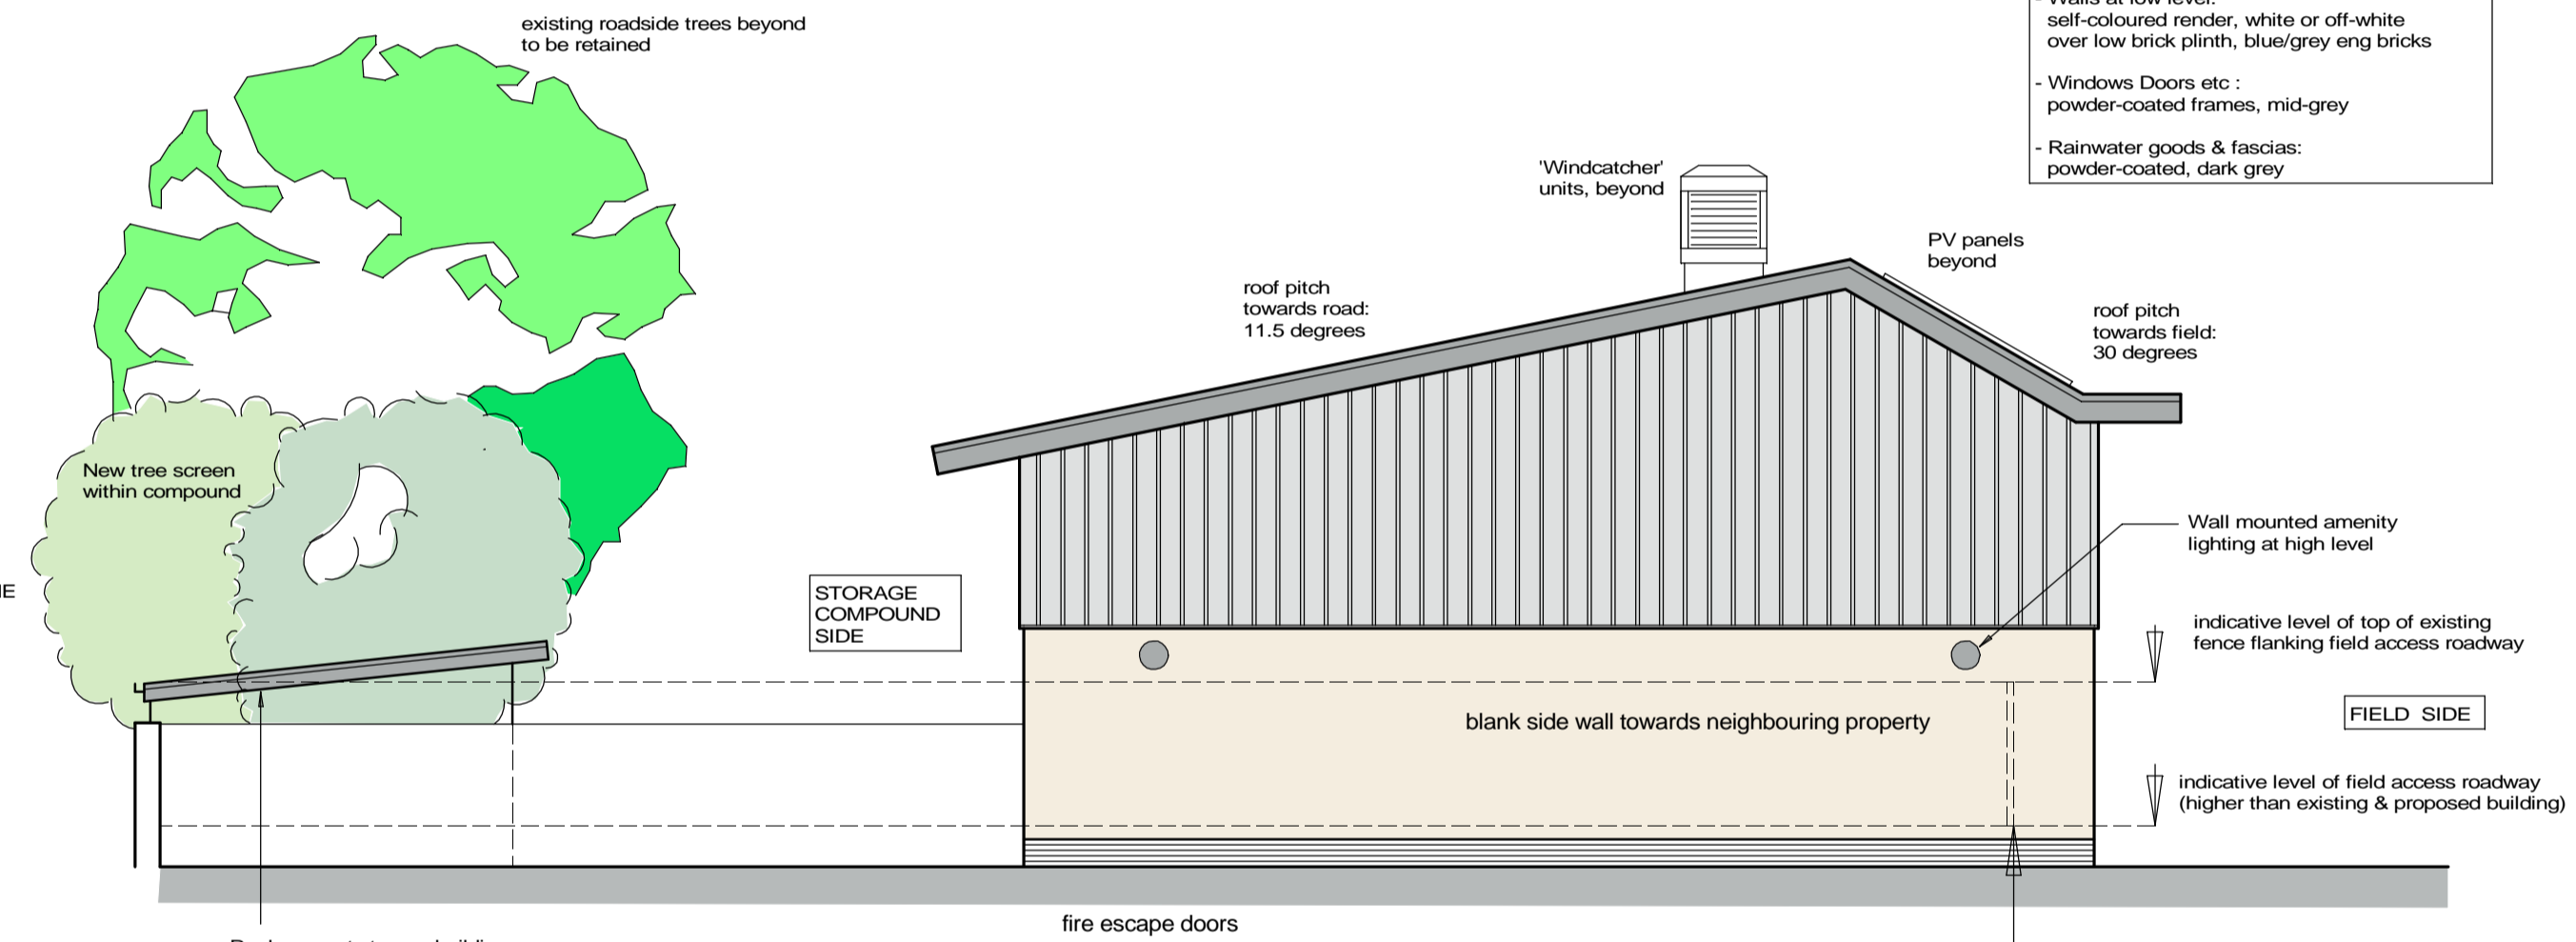 existing roadside trees beyond
to be retained
- Walls at low level:
self-coloured render, white or off-white
over low brick plinth, blue/grey eng bricks
- Windows Doors etc :
powder-coated frames, mid-grey
- Rainwater goods & fascias:
powder-coated, dark grey
'Windcatcher'
units, beyond
PV panels
beyond
roof pitch
towards road:
11.5 degrees
roof pitch
towards field:
30 degrees
New tree screen
within compound
Wall mounted amenity
lighting at high level
STORAGE
COMPOUND
SIDE
indicative level of top of existing
fence flanking field access roadway
blank side wall towards neighbouring property
FIELD SIDE
indicative level of field access roadway
(higher than existing & proposed building)
fire escape doors